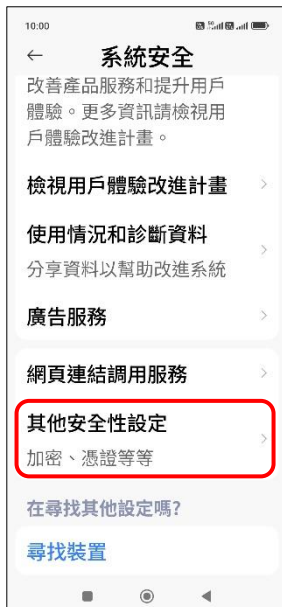 10:00
系統安全
改善產品服務和提升用戶
體驗。更多資訊請檢視用
戶體驗改進計畫。
檢視用戶體驗改進計畫
使用情況和診斷資料
分享資料以幫助改進系統
廣告服務
網頁連結調用服務
其他安全性設定
加密、憑證等等
在尋找其他設定嗎?
尋找裝置